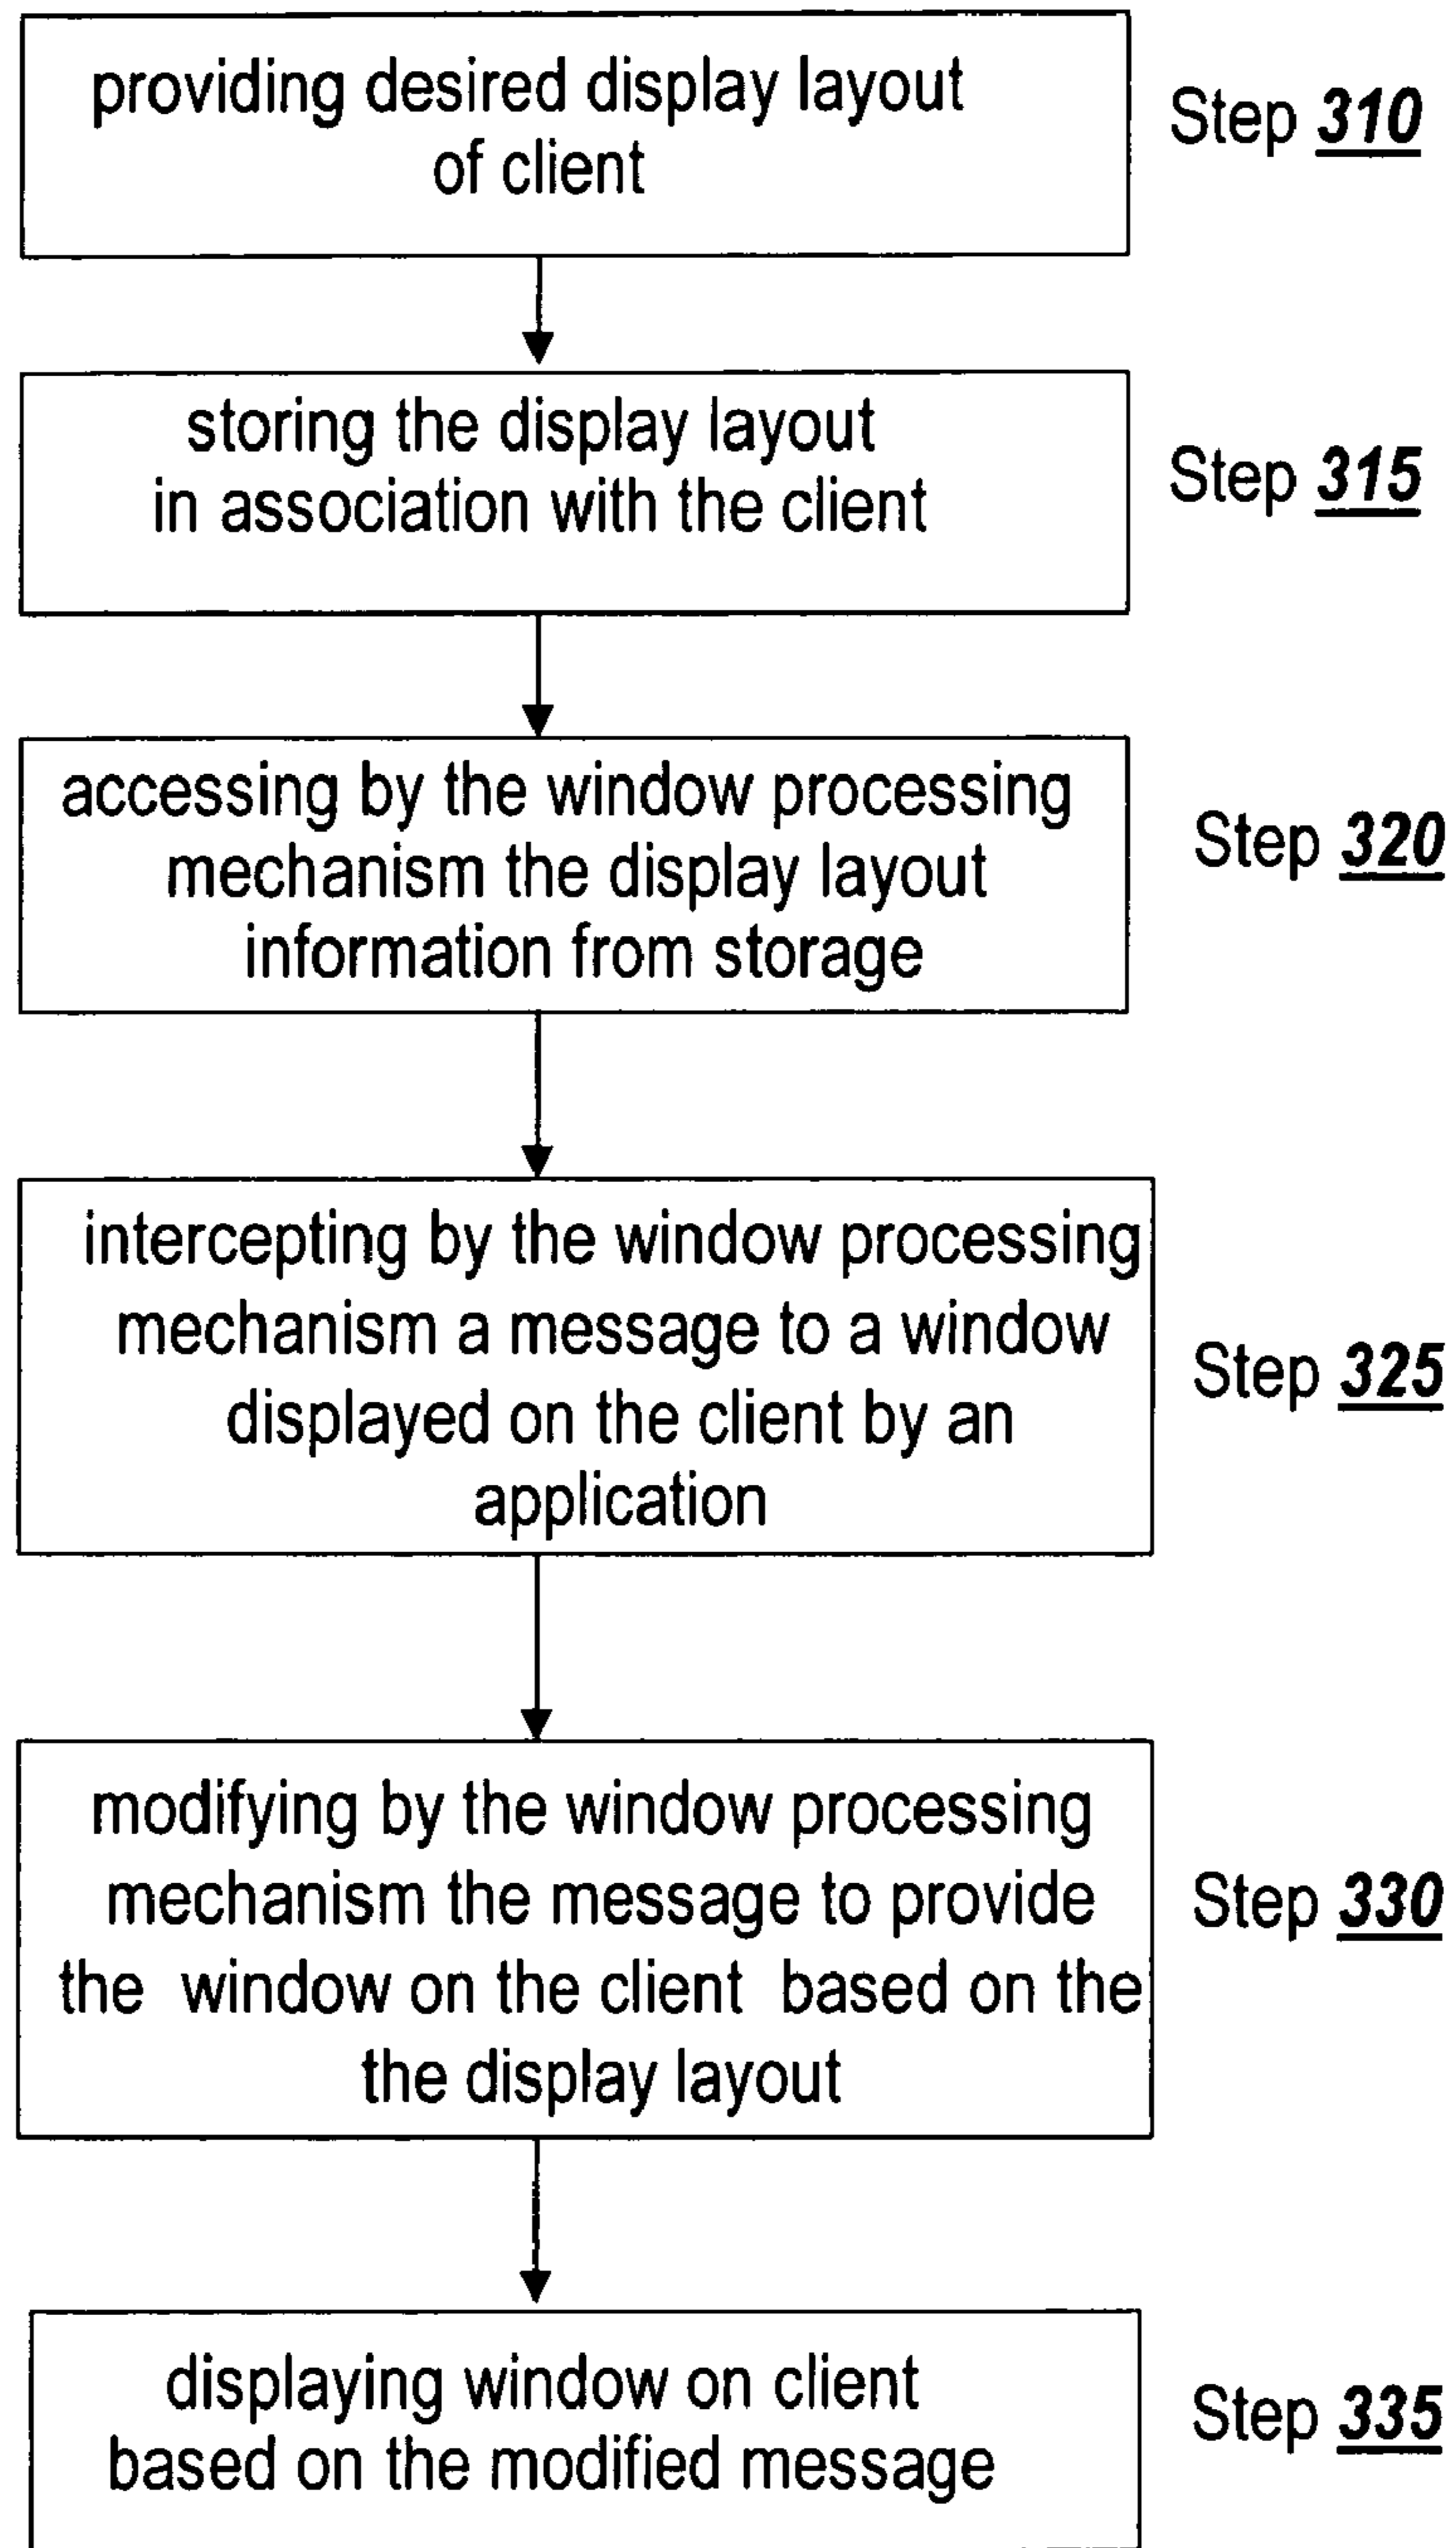 providing desired display layout
of client
Step 310
storing the display layout
in association with the client
Step 315
accessing by the window processing
mechanism the display layout
information from storage
Step 320
intercepting by the window processing
mechanism a message to a window
displayed on the client by an
application
Step 325
modifying by the window processing
mechanism the message to provide
the window on the client based on the
the display layout
Step 330
displaying window on client
based on the modified message
Step 335